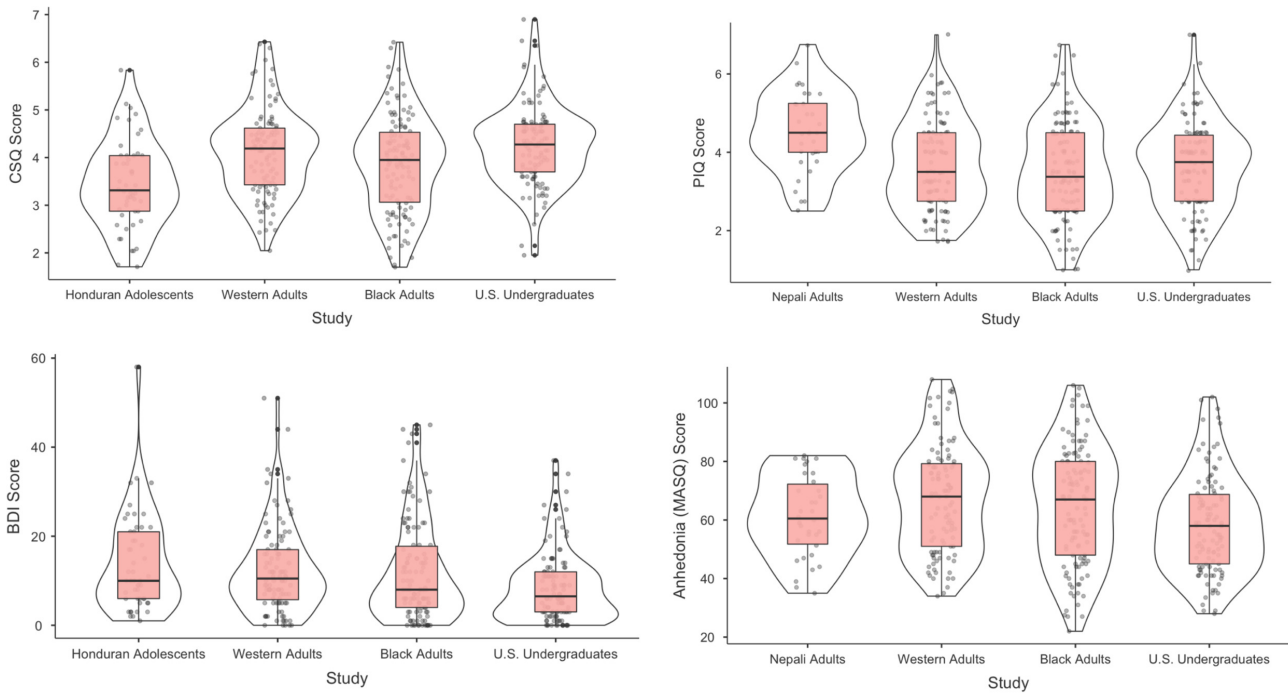 CSQ Score
7
6
5
4
3
2
Honduran Adolescents Western Adults Black Adults U.S. Undergraduates
Study
PIQ Score
6
4
2
Nepali Adults Western Adults Black Adults U.S. Undergraduates
Study
BDI Score
60
40
20
0
Honduran Adolescents Western Adults Black Adults U.S. Undergraduates
Study
Anhedonia (MASQ) Score
100
80
60
40
20
Nepali Adults Western Adults Black Adults U.S. Undergraduates
Study